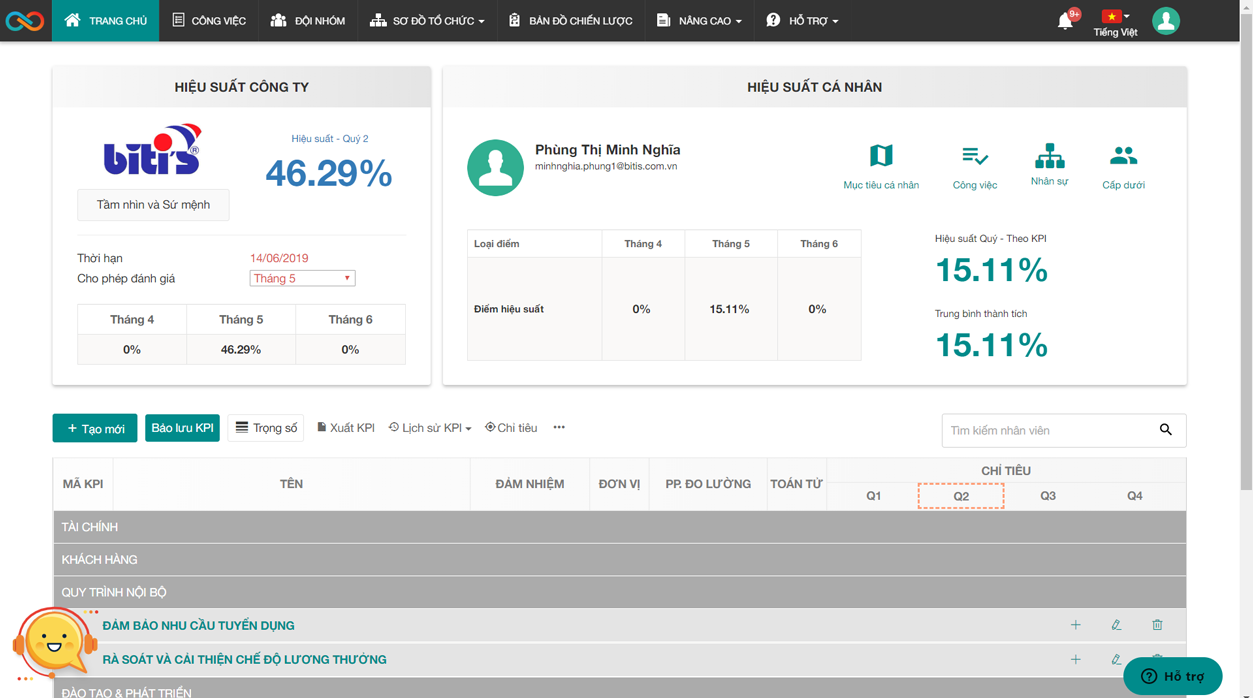 TRANG CHỦ
CÔNG VIỆC
ĐỘI NHÓM
SƠ ĐỒ TỔ CHỨC
BẢN ĐỒ CHIẾN LƯỢC
NÂNG CAO
HỖ TRỢ
9+
Tiếng Việt
HIỆU SUẤT CÔNG TY
biti's®
Hiệu suất - Quý 2
46.29%
Tầm nhìn và Sứ mệnh
Thời hạn 14/06/2019
Cho phép đánh giá Tháng 5
Tháng 4 Tháng 5 Tháng 6
0% 46.29% 0%
HIỆU SUẤT CÁ NHÂN
Phùng Thị Minh Nghĩa
minhnghia.phung1@bitis.com.vn
Mục tiêu cá nhân
Công việc
Nhân sự
Cấp dưới
Loại điểm Tháng 4 Tháng 5 Tháng 6
Điểm hiệu suất 0% 15.11% 0%
Hiệu suất Quý - Theo KPI
15.11%
Trung bình thành tích
15.11%
+ Tạo mới
Bảo lưu KPI
Trọng số
Xuất KPI
Lịch sử KPI
Chỉ tiêu
•••
Tìm kiếm nhân viên
MÃ KPI TÊN ĐẢM NHIỆM ĐƠN VỊ PP. ĐO LƯỜNG TOÁN TỬ CHỈ TIÊU
Q1 Q2 Q3 Q4
TÀI CHÍNH
KHÁCH HÀNG
QUY TRÌNH NỘI BỘ
ĐẢM BẢO NHU CẦU TUYỂN DỤNG
RÀ SOÁT VÀ CẢI THIỆN CHẾ ĐỘ LƯƠNG THƯỞNG
ĐÀO TẠO & PHÁT TRIỂN
Hỗ trợ